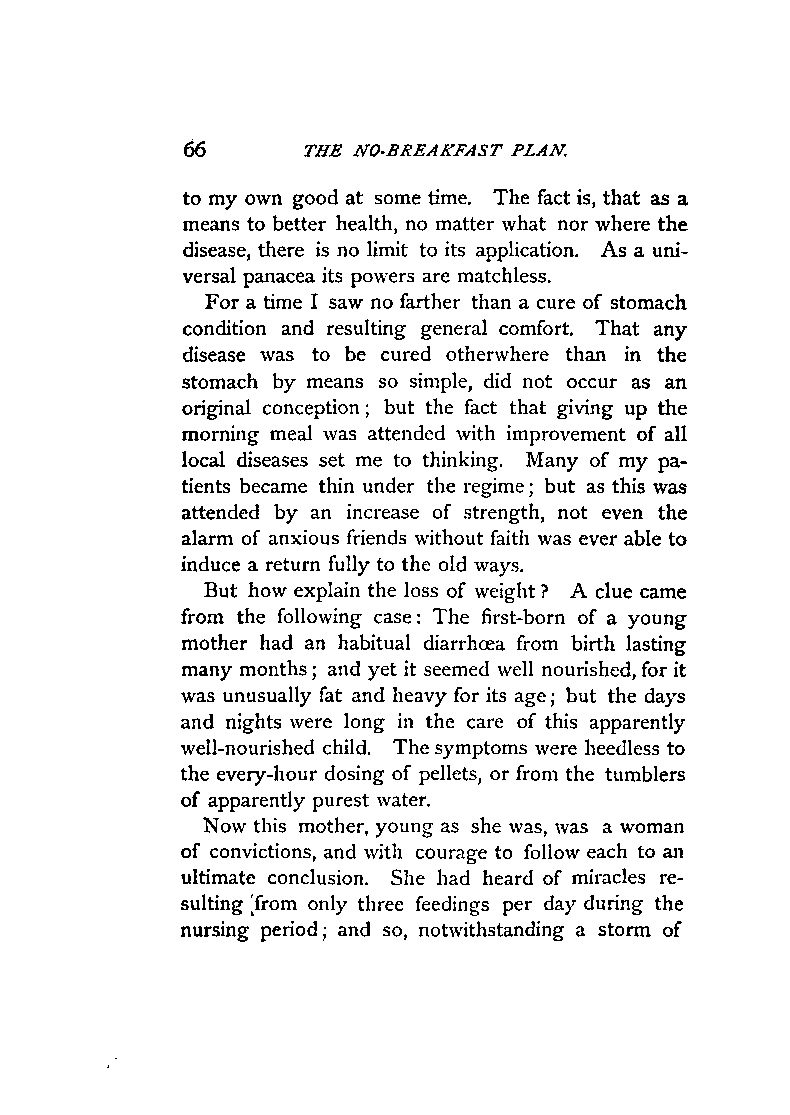 66 THE NO-BREAKFAST PLAN.
to my own good at some time. The fact is, that as a
means to better health, no matter what nor where the
disease, there is no limit to its application. As a uni-
versal panacea its powers are matchless.
For a time I saw no farther than a cure of stomach
condition and resulting general comfort. That any
disease was to be cured otherwhere than in the
stomach by means so simple, did not occur as an
original conception; but the fact that giving up the
morning meal was attended with improvement of all
local diseases set me to thinking. Many of my pa-
tients became thin under the regime; but as this was
attended by an increase of strength, not even the
alarm of anxious friends without faith was ever able to
induce a return fully to the old ways.
But how explain the loss of weight? A clue came
from the following case: The first-born of a young
mother had an habitual diarrhœa from birth lasting
many months; and yet it seemed well nourished, for it
was unusually fat and heavy for its age; but the days
and nights were long in the care of this apparently
well-nourished child. The symptoms were heedless to
the every-hour dosing of pellets, or from the tumblers
of apparently purest water.
Now this mother, young as she was, was a woman
of convictions, and with courage to follow each to an
ultimate conclusion. She had heard of miracles re-
sulting from only three feedings per day during the
nursing period; and so, notwithstanding a storm of